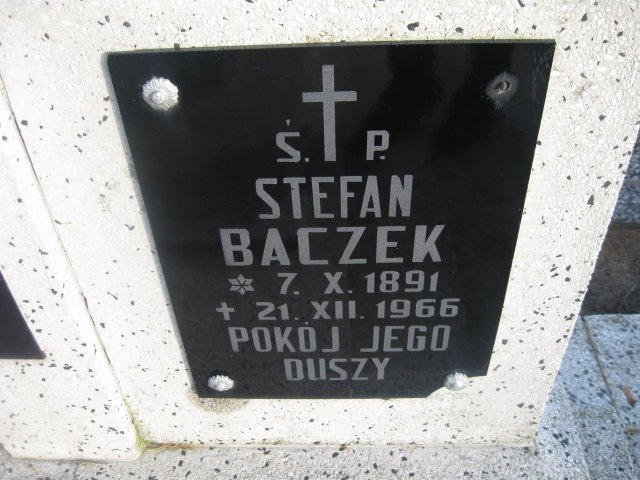 Ś. P.
STEFAN
BACZEK
* 7. X. 1891
+ 21. XII. 1966
POKÓJ JEGO
DUSZY